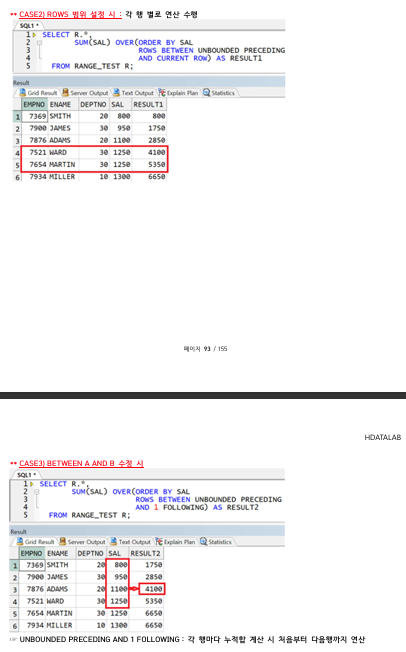 ** CASE2) ROWS 범위 설정 시 : 각 행 별로 연산 수행
SQL1 *
1 SELECT R.*,
2 SUM(SAL) OVER(ORDER BY SAL
3 ROWS BETWEEN UNBOUNDED PRECEDING
4 AND CURRENT ROW) AS RESULT1
5 FROM RANGE_TEST R;
Result
Grid Result Server Output Text Output Explain Plan Statistics
EMPNO ENAME DEPTNO SAL RESULT1
1 7369 SMITH 20 800 800
2 7900 JAMES 30 950 1750
3 7876 ADAMS 20 1100 2850
4 7521 WARD 30 1250 4100
5 7654 MARTIN 30 1250 5350
6 7934 MILLER 10 1300 6650
페이지 93 / 155
HDATALAB
** CASE3) BETWEEN A AND B 수정 시
SQL1 *
1 SELECT R.*,
2 SUM(SAL) OVER(ORDER BY SAL
3 ROWS BETWEEN UNBOUNDED PRECEDING
4 AND 1 FOLLOWING) AS RESULT2
5 FROM RANGE_TEST R;
Result
Grid Result Server Output Text Output Explain Plan Statistics
EMPNO ENAME DEPTNO SAL RESULT2
1 7369 SMITH 20 800 1750
2 7900 JAMES 30 950 2850
3 7876 ADAMS 20 1100 4100
4 7521 WARD 30 1250 5350
5 7654 MARTIN 30 1250 6650
6 7934 MILLER 10 1300 6650
☞ UNBOUNDED PRECEDING AND 1 FOLLOWING : 각 행마다 누적합 계산 시 처음부터 다음행까지 연산